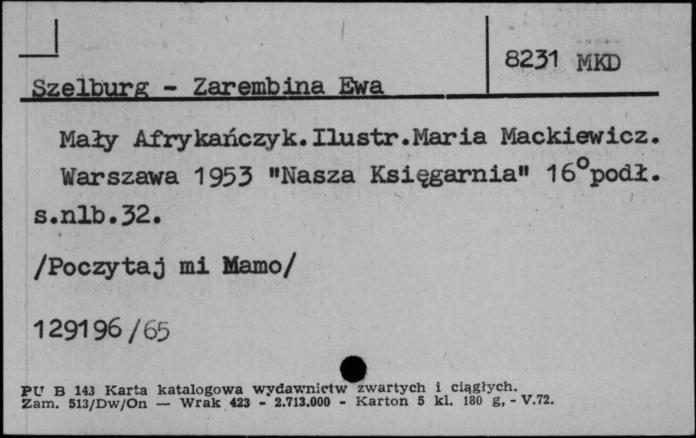 8231 MKD
Szelburg - Zarembina Ewa
Mały Afrykańczyk.Ilustr.Maria Mackiewicz.
Warszawa 1953 "Nasza Księgarnia" 16°podł.
s.nlb.32.
/Poczytaj mi Mamo/
129196/65
PU B 143 Karta katalogowa wydawnictw zwartych i ciągłych.
Zam. 513/Dw/On — Wrak 423 - 2.713.000 - Karton 5 kl. 180 g, - V.72.